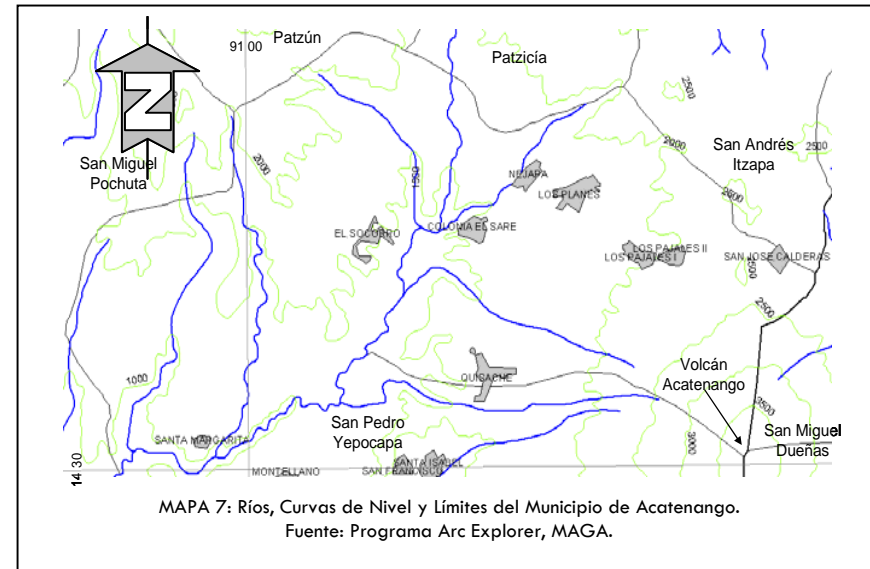 91 00
Patzún
Patzicía
2500
San Andrés
Itzapa
2500
San Miguel
Pochuta
2000
1500
2000
NEJAPA
LOS PLANES
2500
EL SOCORRO
COLONIA EL SARE
LOS PAJALES II
LOS PAJALES I
SAN JOSE CALDERAS
2500
2500
1000
QUISACHE
Volcán
Acatenango
3500
3000
San Miguel
Dueñas
San Pedro
Yepocapa
SANTA MARGARITA
SANTA ISABEL
MONTELLANO
SAN FRANCISCO
14 30
N
MAPA 7: Ríos, Curvas de Nivel y Límites del Municipio de Acatenango.
Fuente: Programa Arc Explorer, MAGA.